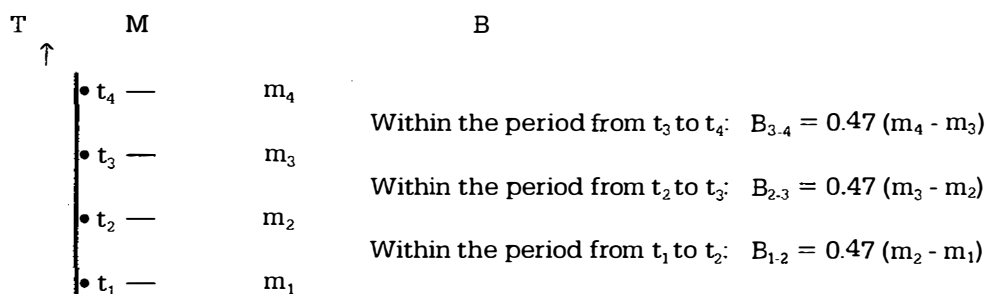 T M B
↑
• t₄ — m₄
Within the period from t₃ to t₄: B₃₋₄ = 0.47 (m₄ - m₃)
• t₃ — m₃
Within the period from t₂ to t₃: B₂₋₃ = 0.47 (m₃ - m₂)
• t₂ — m₂
Within the period from t₁ to t₂: B₁₋₂ = 0.47 (m₂ - m₁)
• t₁ — m₁